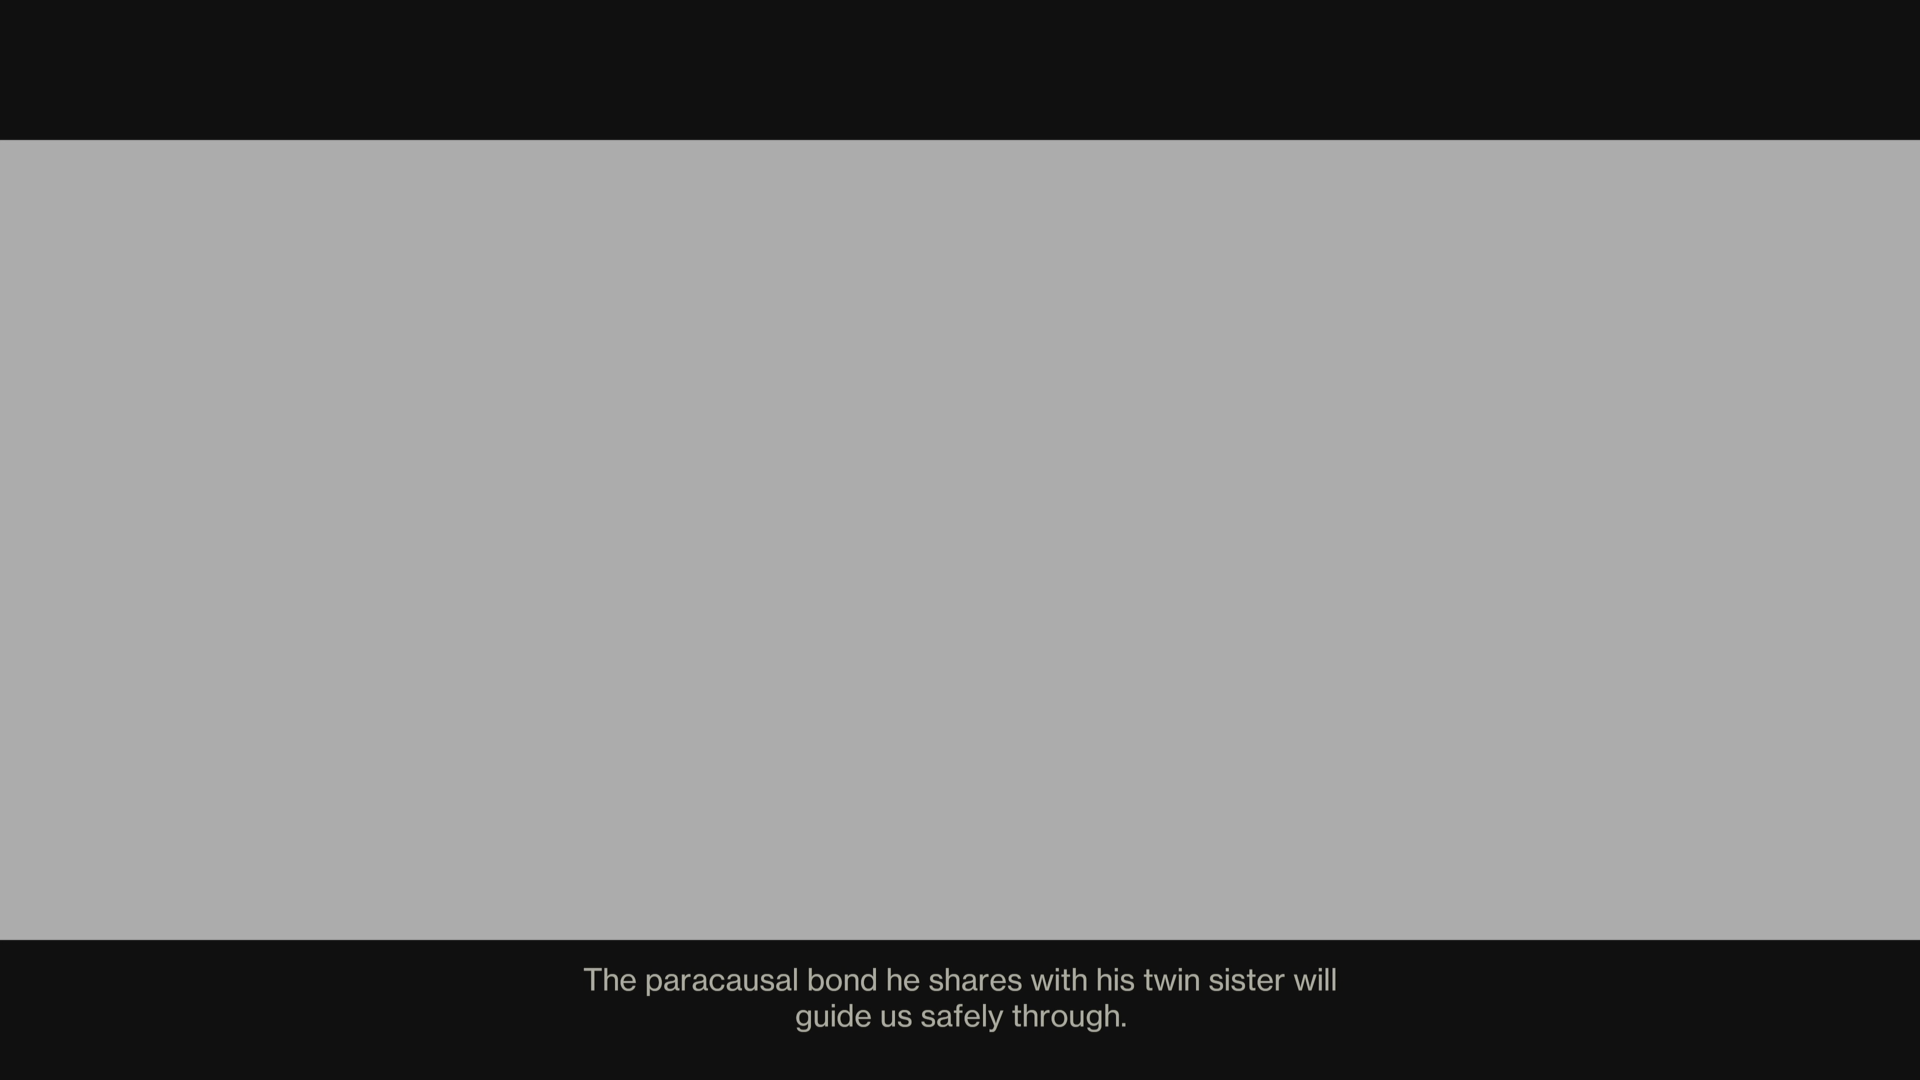 The paracausal bond he shares with his twin sister will
guide us safely through.